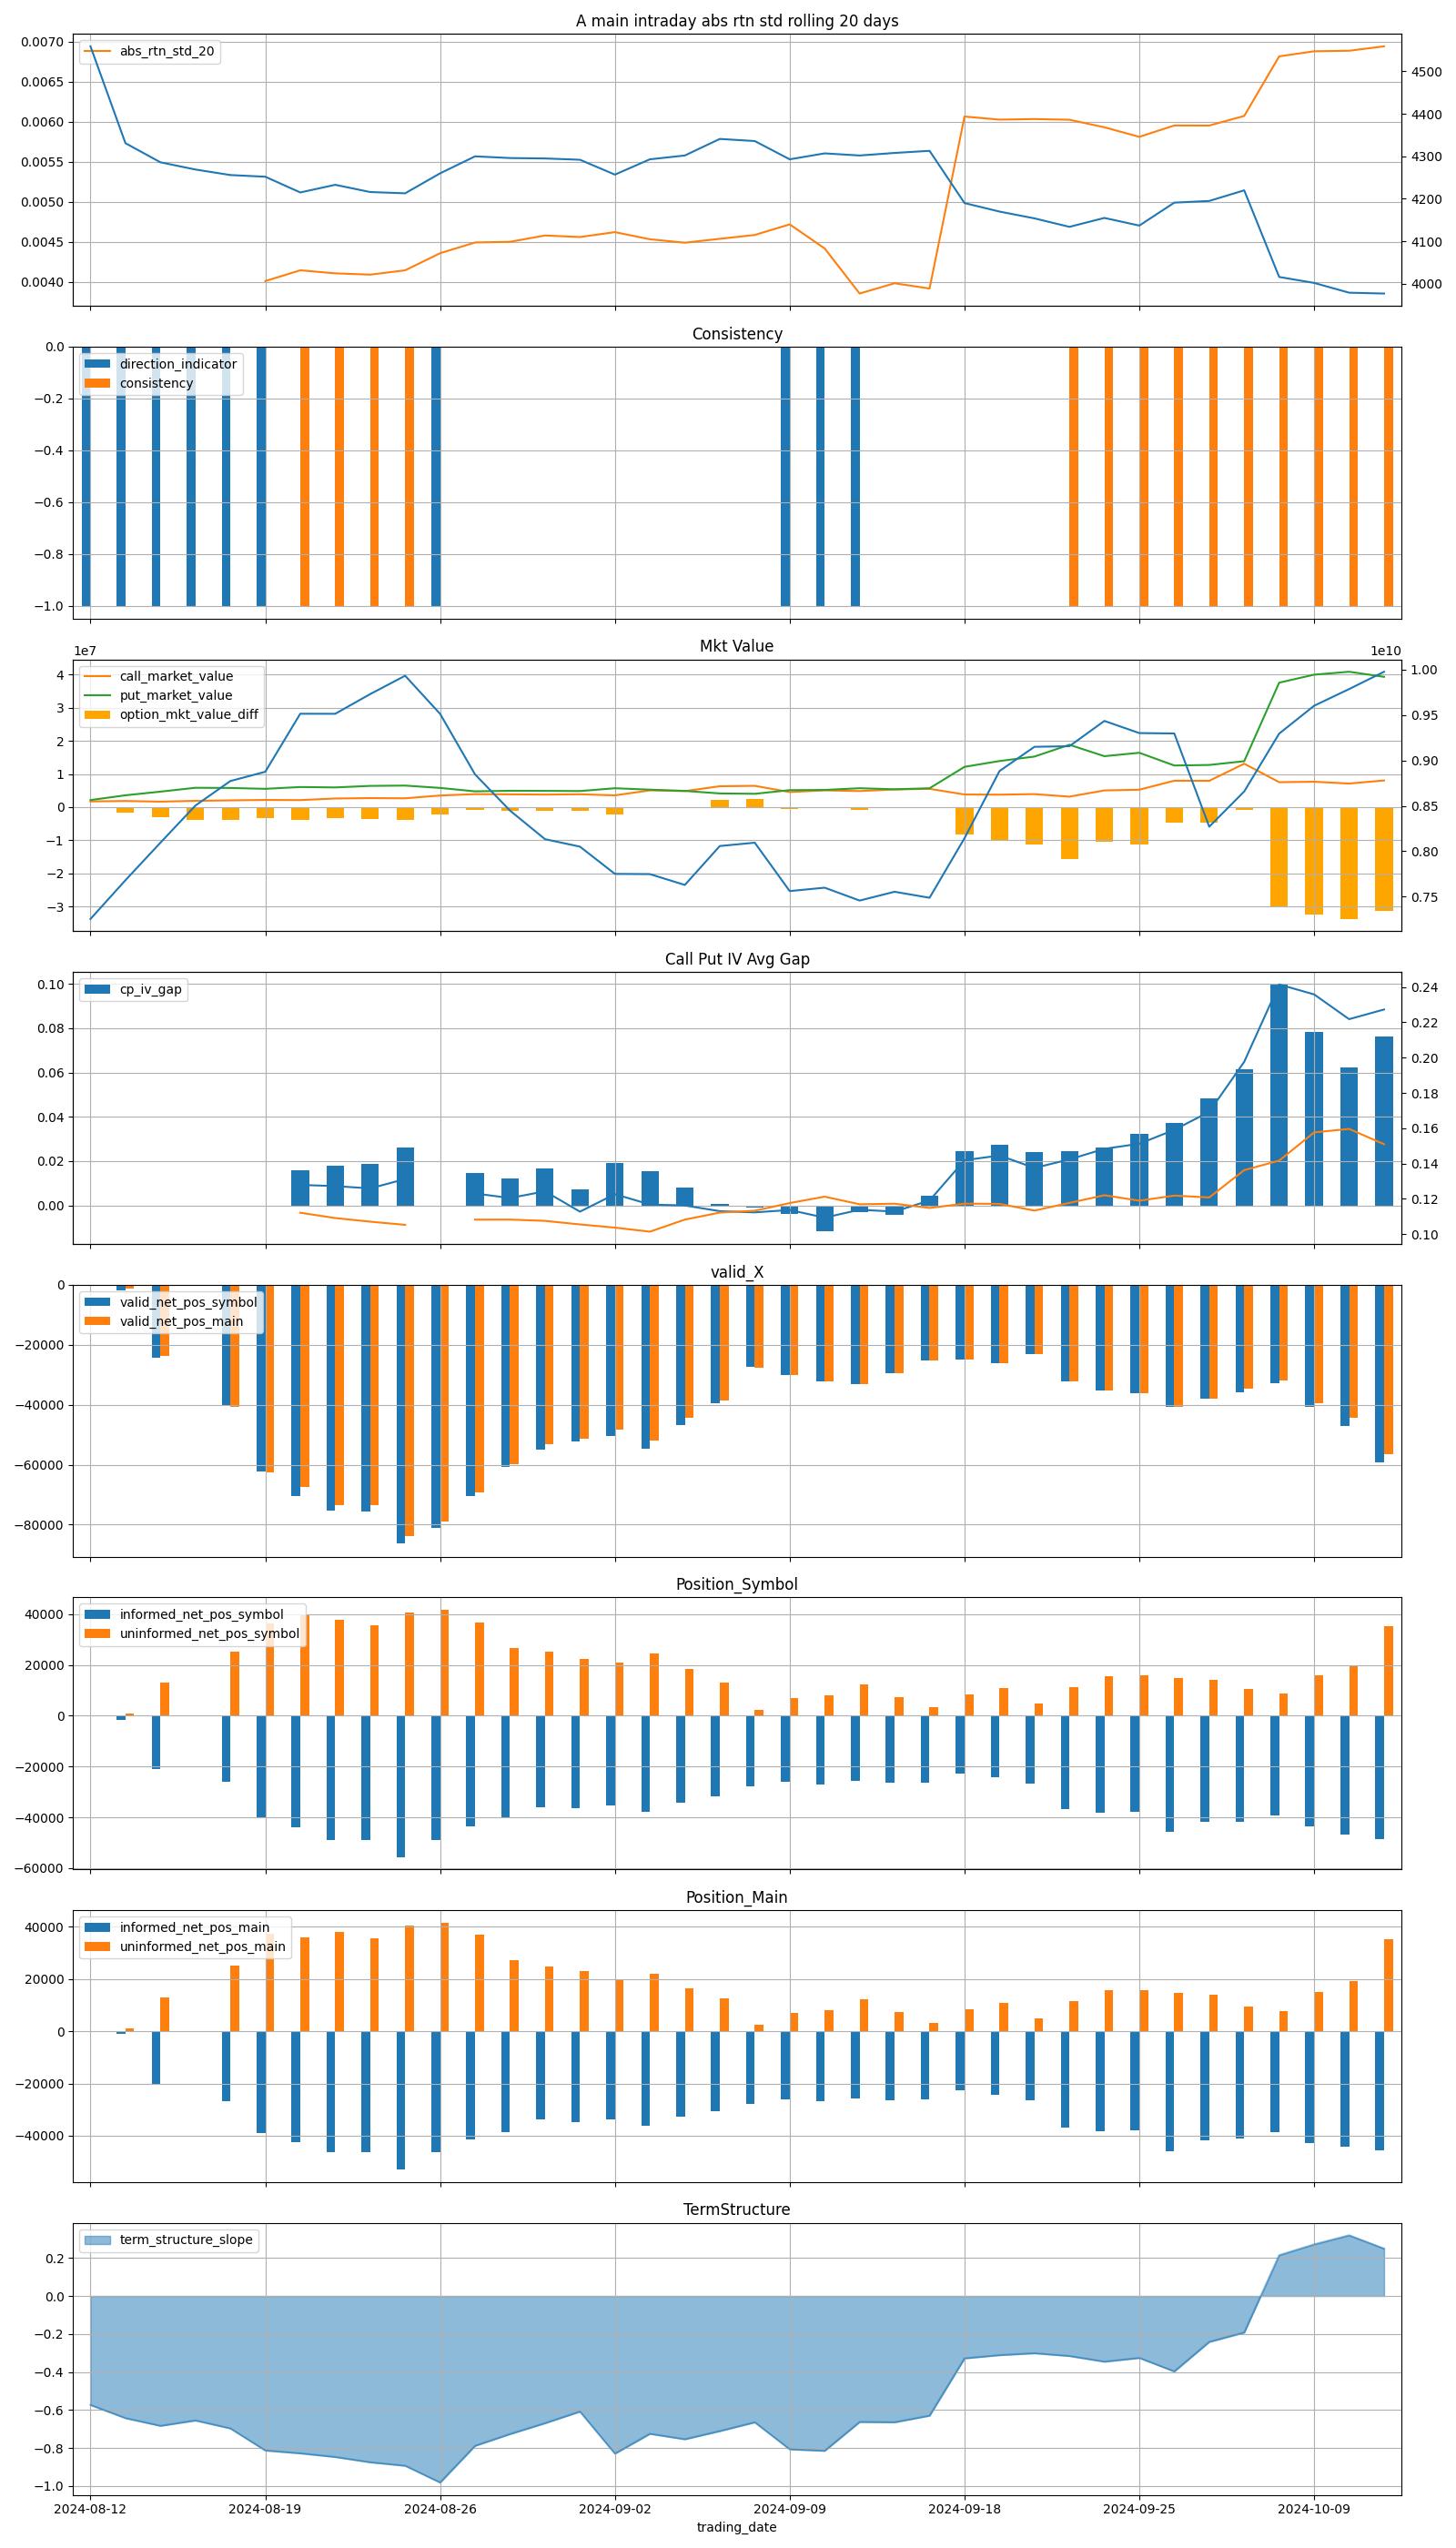 A main intraday abs rtn std rolling 20 days
abs_rtn_std_20
0.0070
0.0065
0.0060
0.0055
0.0050
0.0045
0.0040
4500
4400
4300
4200
4100
4000
Consistency
direction_indicator
consistency
0.0
−0.2
−0.4
−0.6
−0.8
−1.0
Mkt Value
1e7
1e10
call_market_value
put_market_value
option_mkt_value_diff
4
3
2
1
0
−1
−2
−3
1.00
0.95
0.90
0.85
0.80
0.75
Call Put IV Avg Gap
cp_iv_gap
0.10
0.08
0.06
0.04
0.02
0.00
0.24
0.22
0.20
0.18
0.16
0.14
0.12
0.10
valid_X
valid_net_pos_symbol
valid_net_pos_main
0
−20000
−40000
−60000
−80000
Position_Symbol
informed_net_pos_symbol
uninformed_net_pos_symbol
40000
20000
0
−20000
−40000
−60000
Position_Main
informed_net_pos_main
uninformed_net_pos_main
40000
20000
0
−20000
−40000
TermStructure
term_structure_slope
0.2
0.0
−0.2
−0.4
−0.6
−0.8
−1.0
2024-08-12 2024-08-19 2024-08-26 2024-09-02 2024-09-09 2024-09-18 2024-09-25 2024-10-09
trading_date